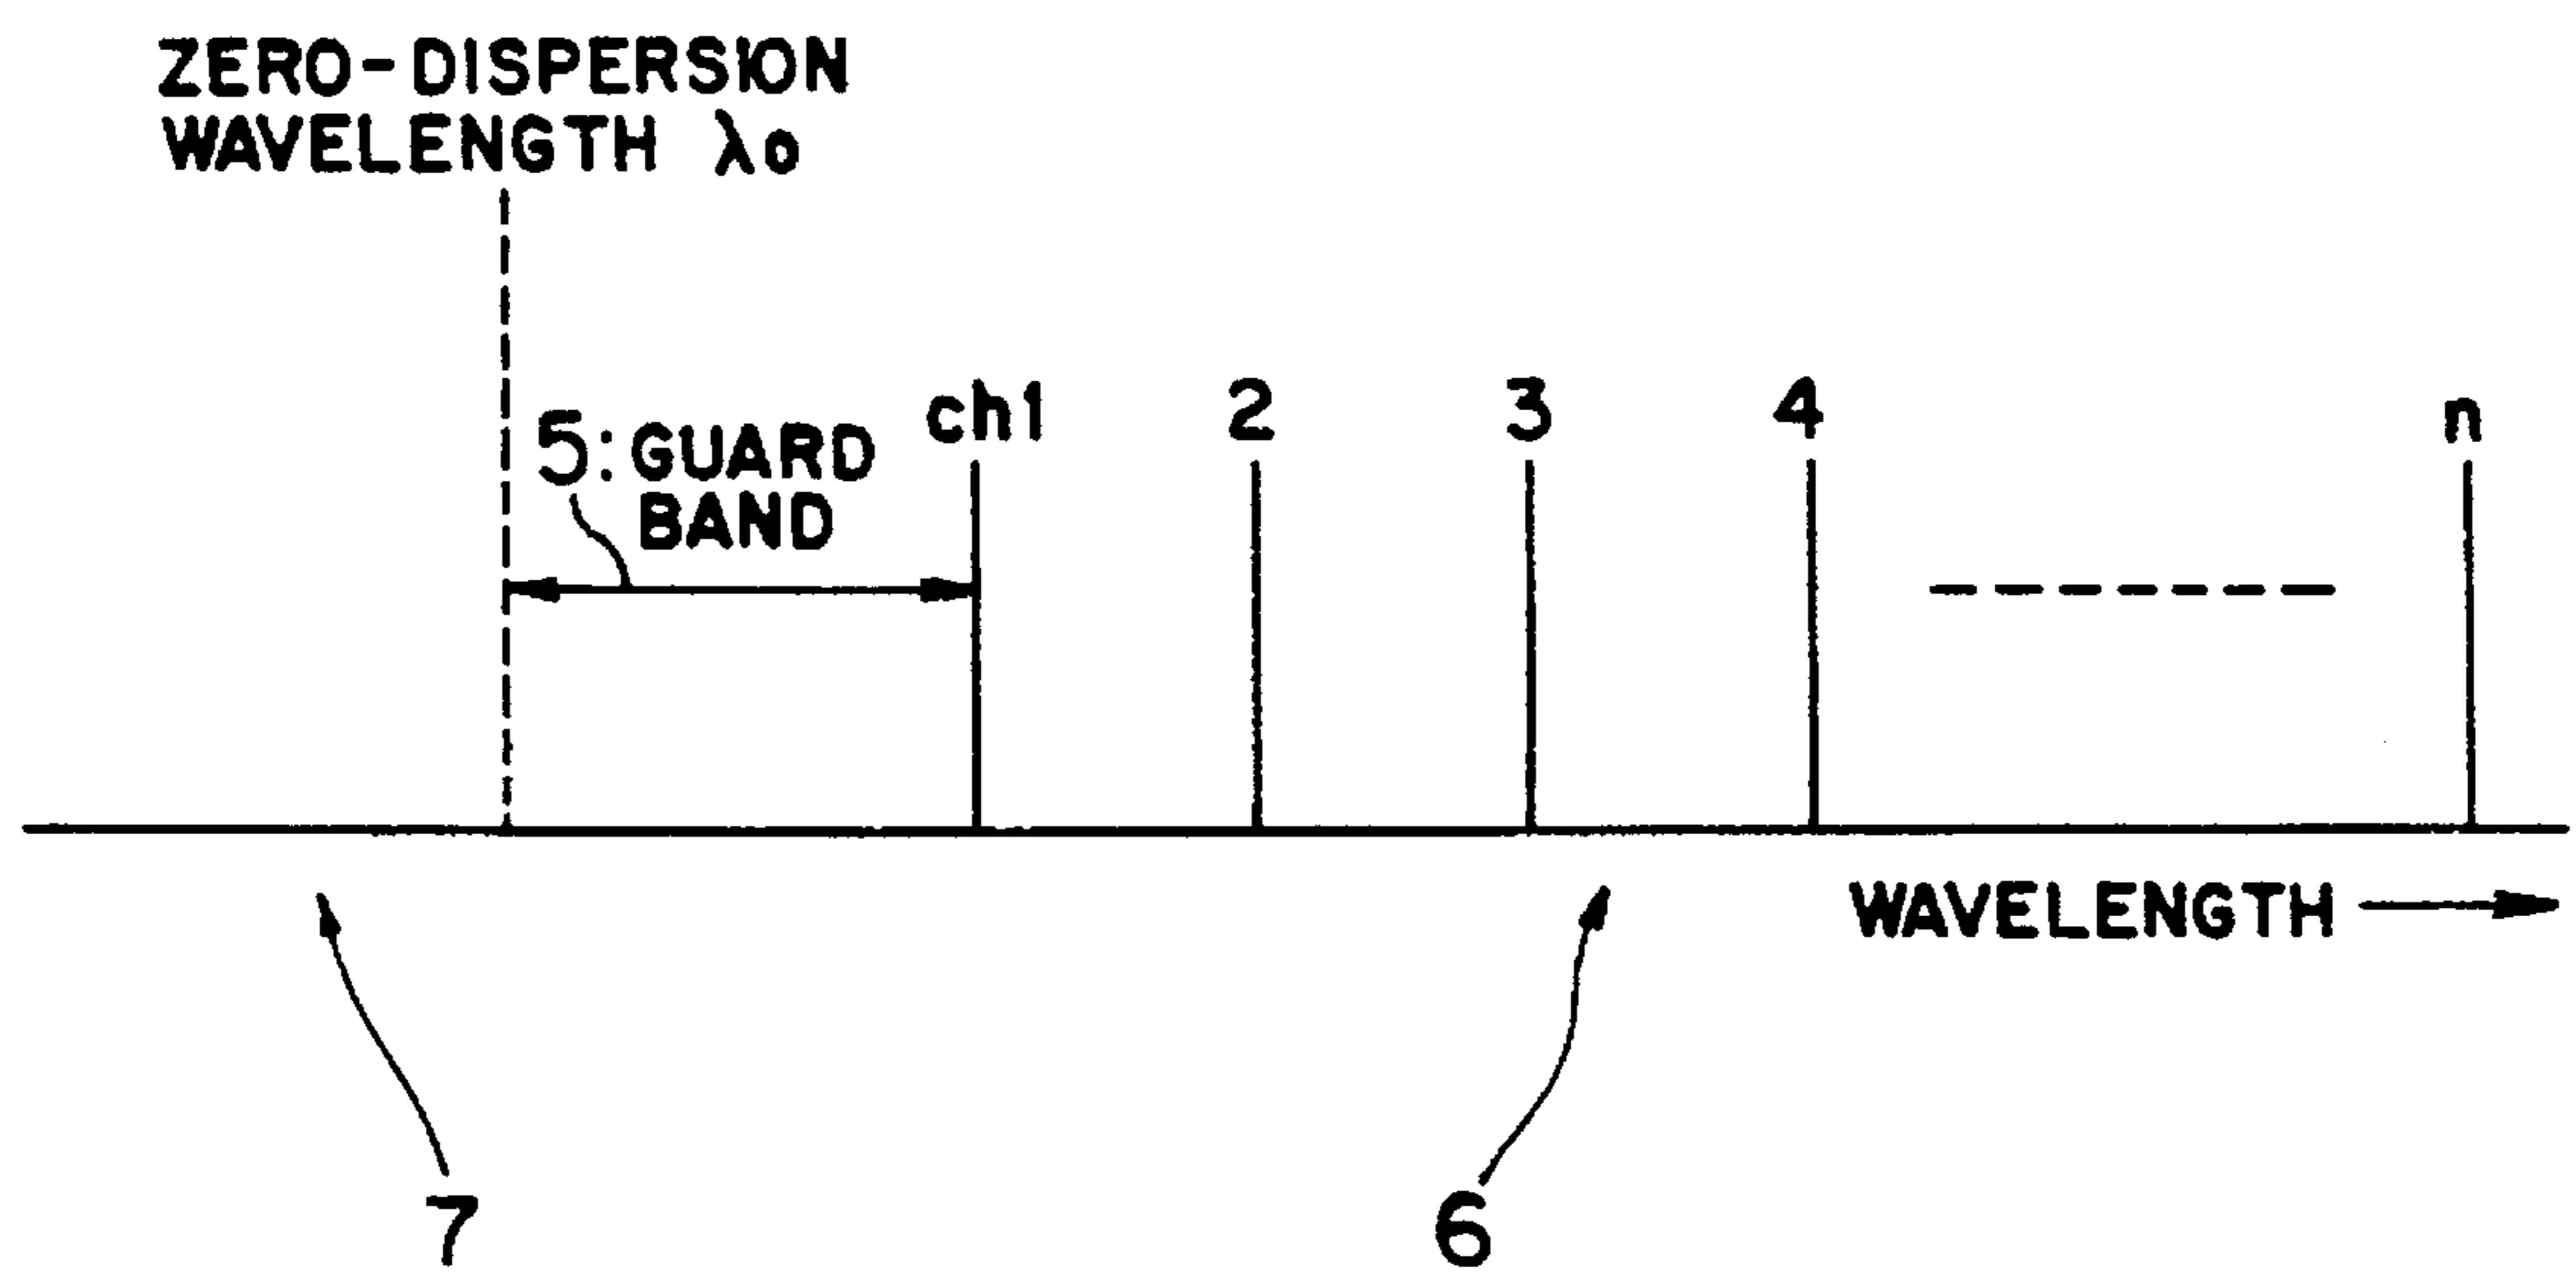 ZERO-DISPERSION
WAVELENGTH λo
5: GUARD
BAND
ch1 2 3 4 n
WAVELENGTH
7 6